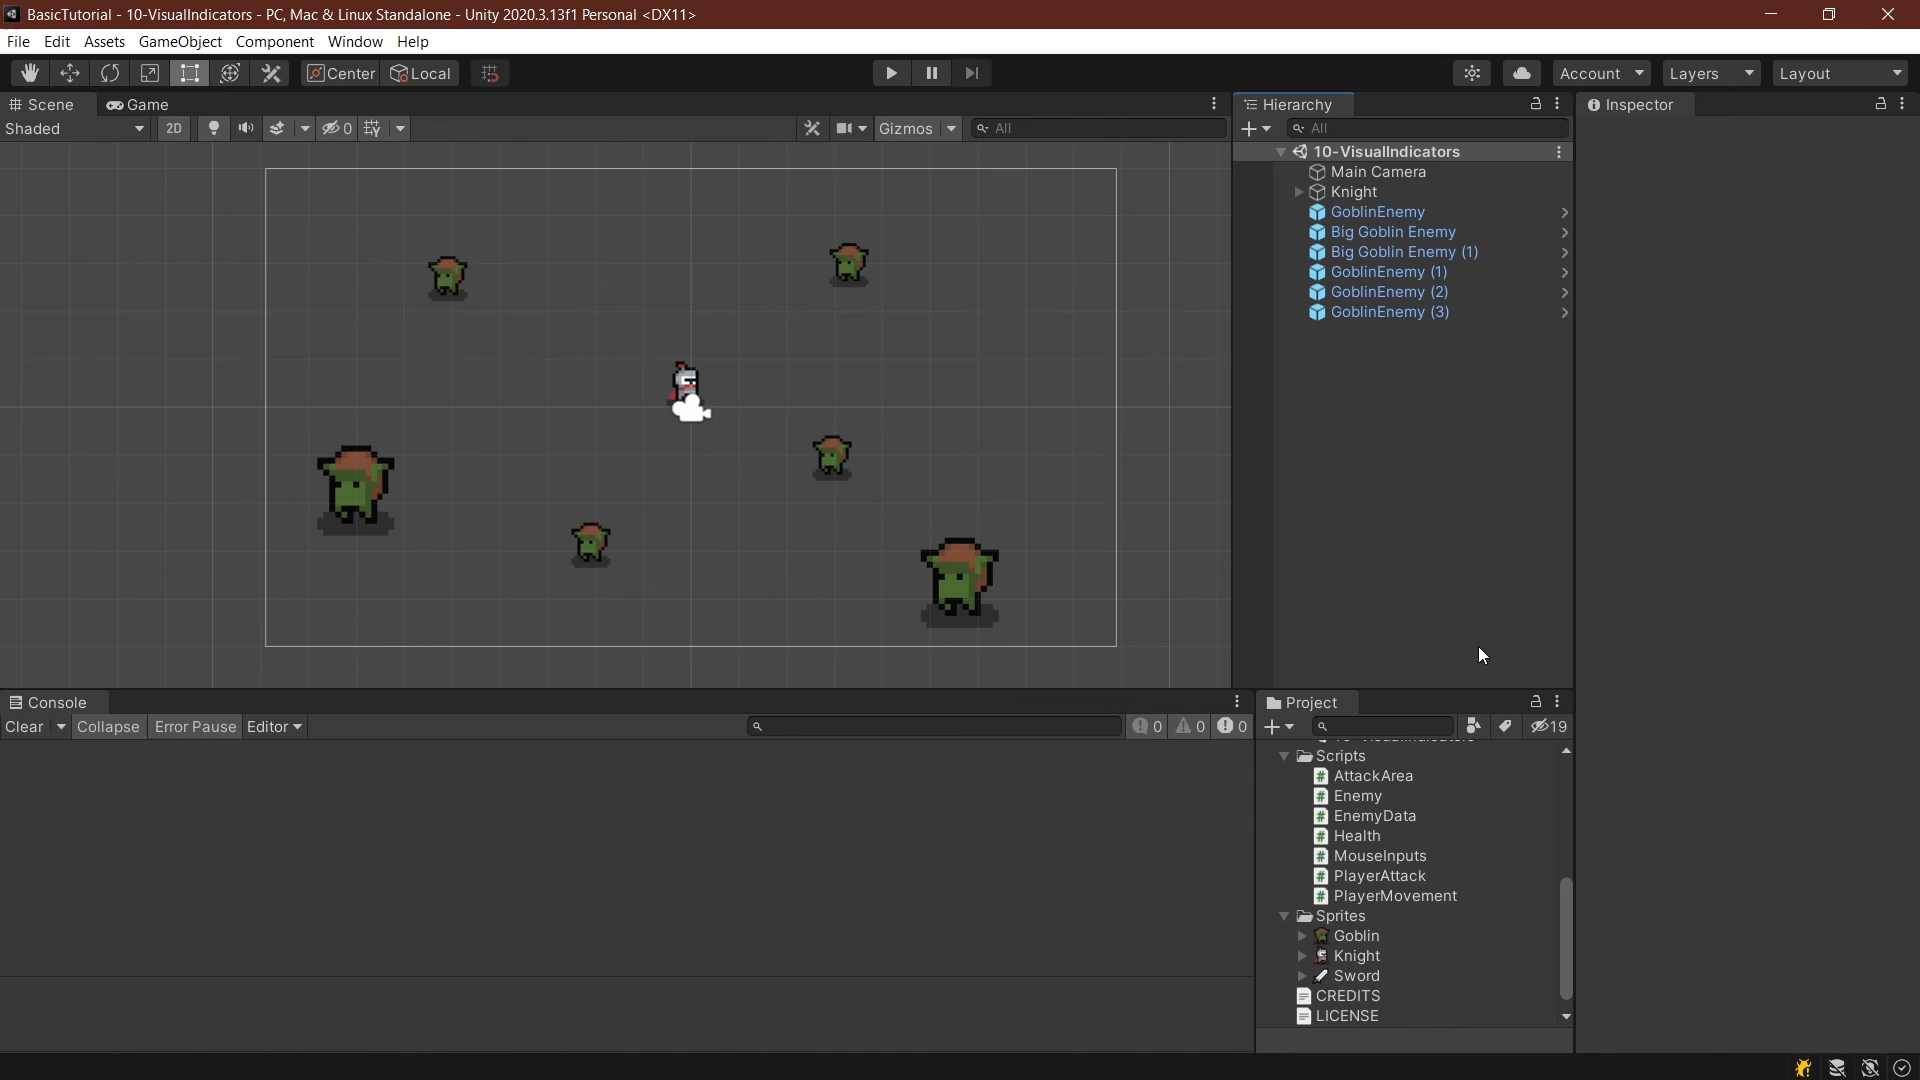 BasicTutorial - 10-VisualIndicators - PC, Mac & Linux Standalone - Unity 2020.3.13f1 Personal <DX11>
File Edit Assets GameObject Component Window Help
Center Local Account Layers Layout
Scene Game
Shaded 2D 0 Gizmos All
Hierarchy
All
10-VisualIndicators
Main Camera
Knight
GoblinEnemy
Big Goblin Enemy
Big Goblin Enemy (1)
GoblinEnemy (1)
GoblinEnemy (2)
GoblinEnemy (3)
Inspector
Console
Clear Collapse Error Pause Editor 0 0 0
Project
19
Scripts
AttackArea
Enemy
EnemyData
Health
MouseInputs
PlayerAttack
PlayerMovement
Sprites
Goblin
Knight
Sword
CREDITS
LICENSE